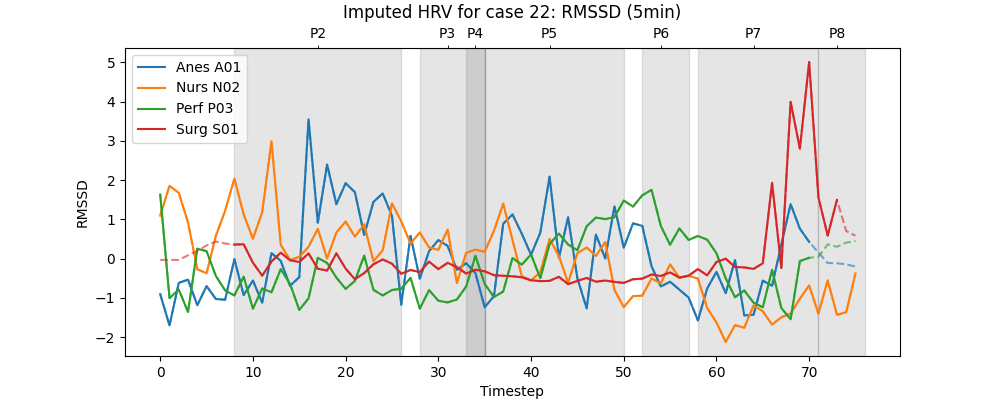 Imputed HRV for case 22: RMSSD (5min)
P2 P3 P4 P5 P6 P7 P8
Anes A01
Nurs N02
Perf P03
Surg S01
5
4
3
2
1
0
−1
−2
RMSSD
0 10 20 30 40 50 60 70
Timestep